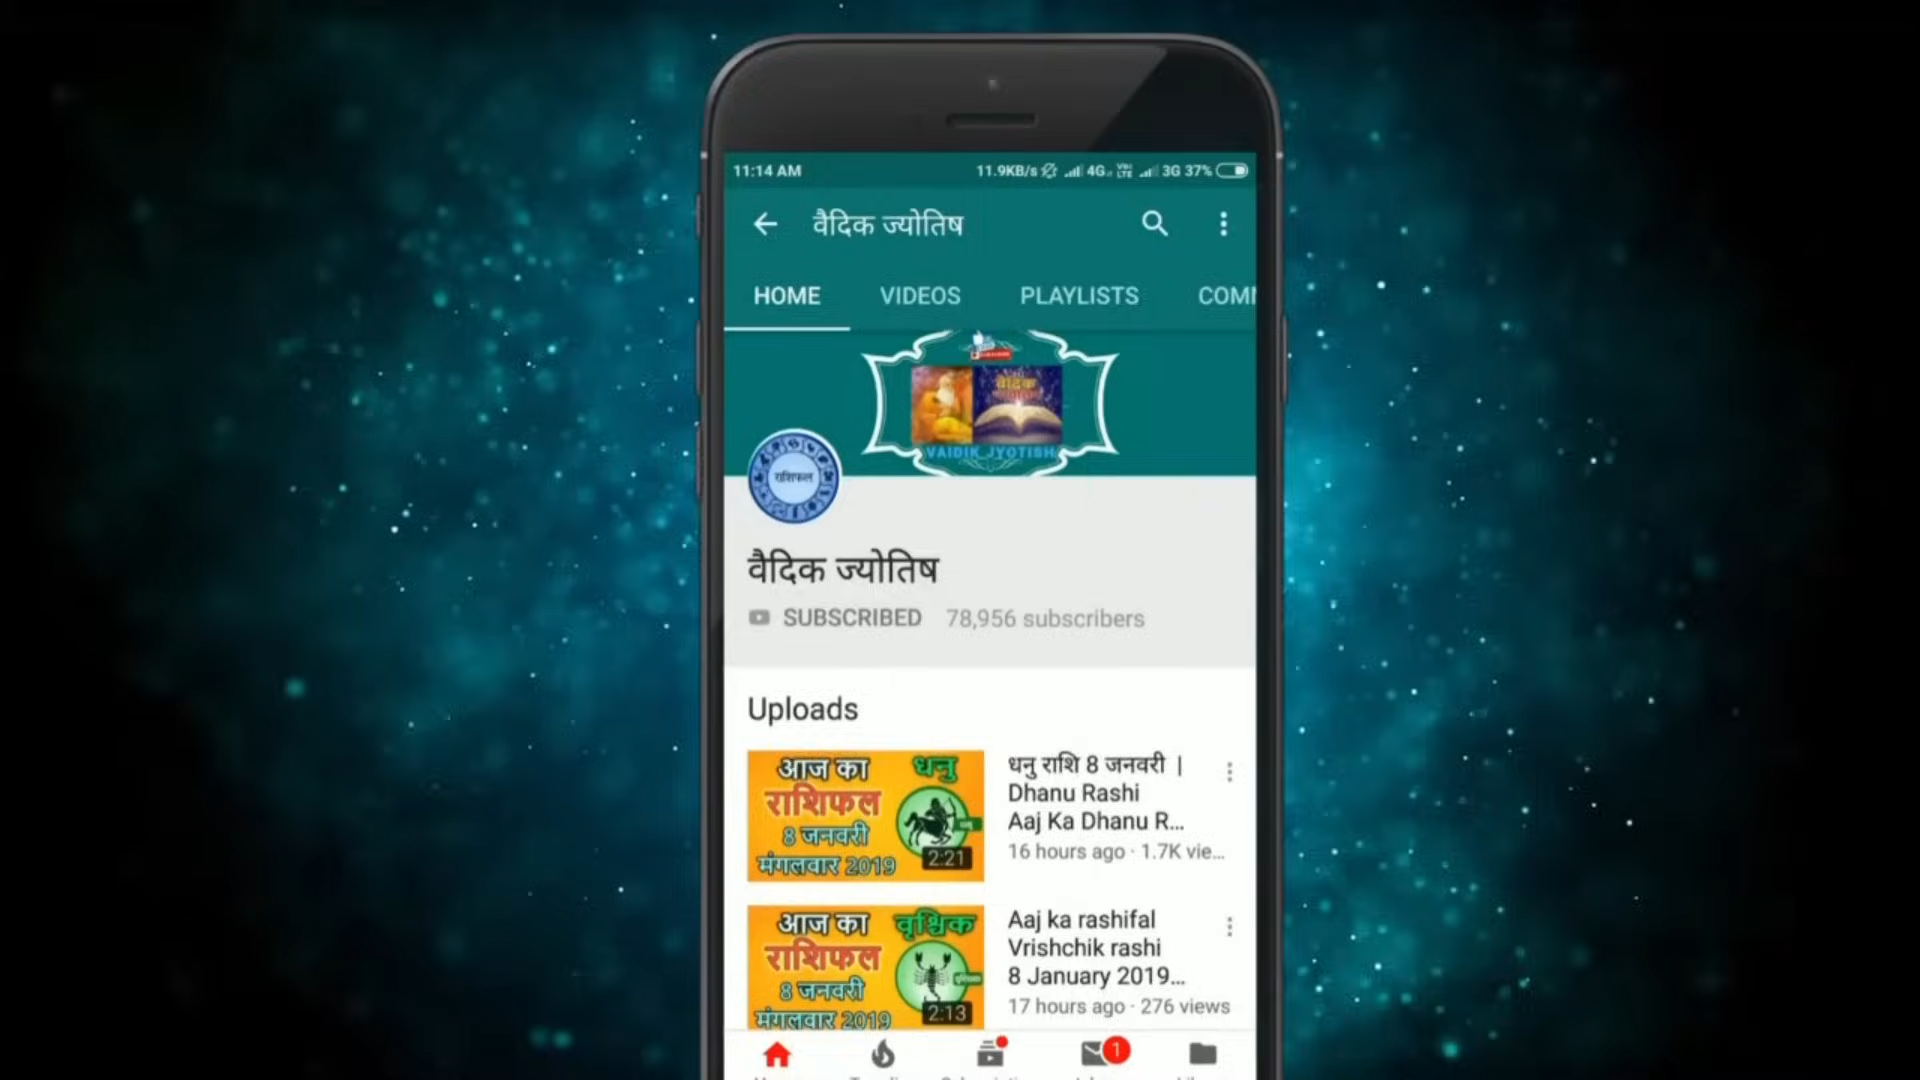 11:14 AM
11.9KB/s 4G 3G 37%
वैदिक ज्योतिष
HOME VIDEOS PLAYLISTS COM
वैदिक
VAIDIK JYOTISH
राशिफल
वैदिक ज्योतिष
SUBSCRIBED 78,956 subscribers
Uploads
आज का धनु
राशिफल
8 जनवरी
मंगलवार 2019
2:21
धनु राशि 8 जनवरी |
Dhanu Rashi
Aaj Ka Dhanu R...
16 hours ago · 1.7K vie...
आज का वृश्चिक
राशिफल
8 जनवरी
मंगलवार 2019
2:13
Aaj ka rashifal
Vrishchik rashi
8 January 2019...
17 hours ago · 276 views
1